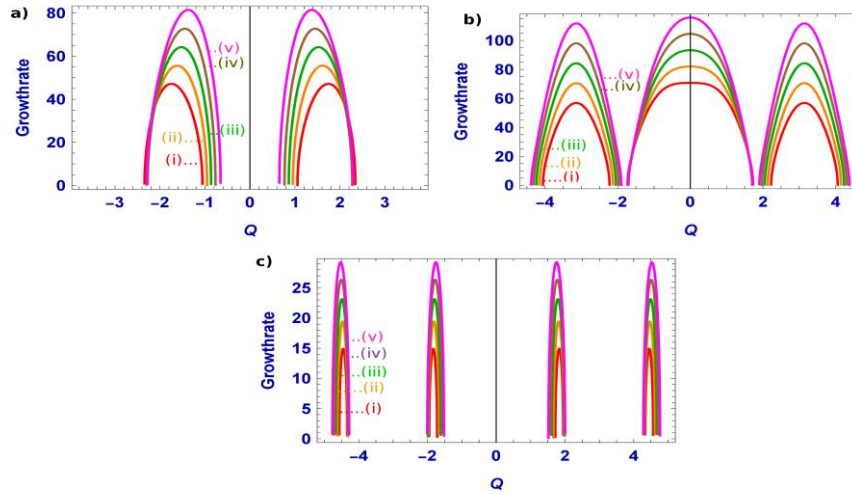 a)
Growthrate
80
60
40
20
0
..(v)
..(iv)
(ii)....
...(iii)
(i)....
−3 −2 −1 0 1 2 3
Q
b)
Growthrate
100
80
60
40
20
0
...(v)
...(iv)
....(iii)
....(ii)
....(i)
−4 −2 0 2 4
Q
c)
Growthrate
25
20
15
10
5
0
...(v)
...(iv)
....(iii)
.....(ii)
.....(i)
−4 −2 0 2 4
Q